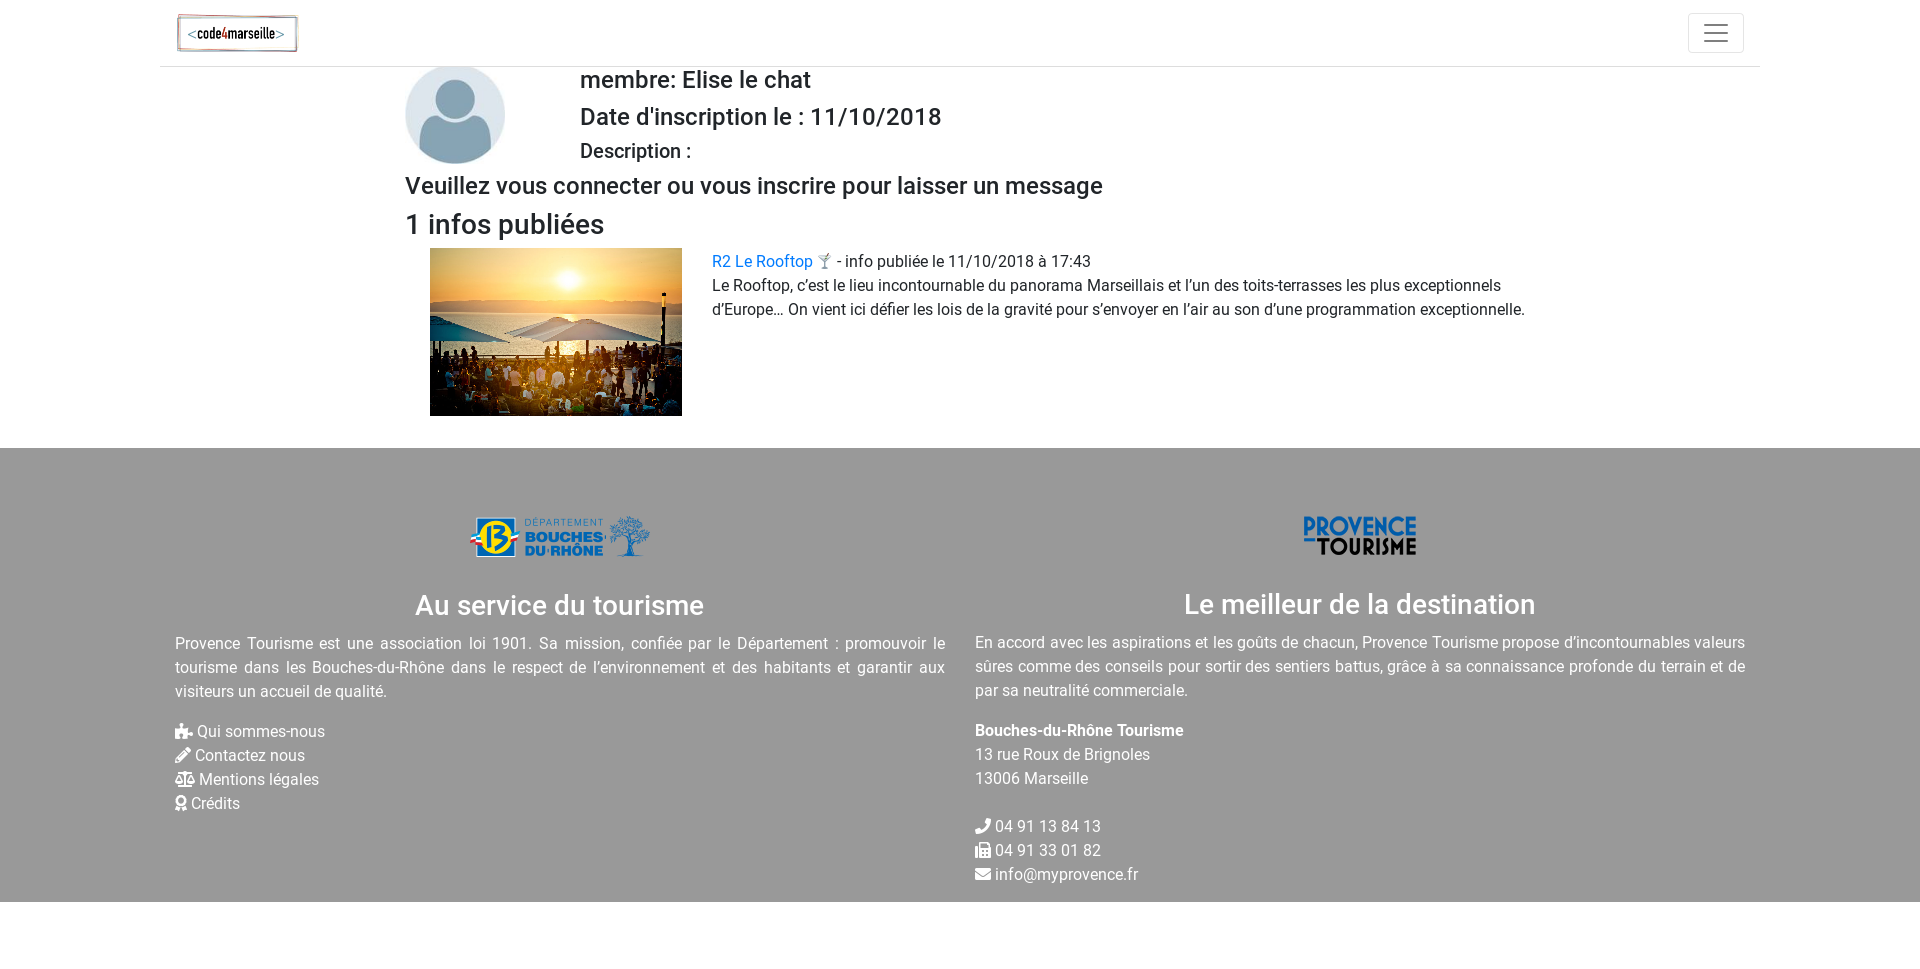 <code4marseille>
membre: Elise le chat
Date d'inscription le : 11/10/2018
Description :
Veuillez vous connecter ou vous inscrire pour laisser un message
1 infos publiées
R2 Le Rooftop - info publiée le 11/10/2018 à 17:43
Le Rooftop, c’est le lieu incontournable du panorama Marseillais et l’un des toits-terrasses les plus exceptionnels
d’Europe… On vient ici défier les lois de la gravité pour s’envoyer en l’air au son d’une programmation exceptionnelle.
DÉPARTEMENT
BOUCHES
DU-RHÔNE
Au service du tourisme
Provence Tourisme est une association loi 1901. Sa mission, confiée par le Département : promouvoir le
tourisme dans les Bouches-du-Rhône dans le respect de l’environnement et des habitants et garantir aux
visiteurs un accueil de qualité.
Qui sommes-nous
Contactez nous
Mentions légales
Crédits
PROVENCE
TOURISME
Le meilleur de la destination
En accord avec les aspirations et les goûts de chacun, Provence Tourisme propose d’incontournables valeurs
sûres comme des conseils pour sortir des sentiers battus, grâce à sa connaissance profonde du terrain et de
par sa neutralité commerciale.
Bouches-du-Rhône Tourisme
13 rue Roux de Brignoles
13006 Marseille
04 91 13 84 13
04 91 33 01 82
info@myprovence.fr